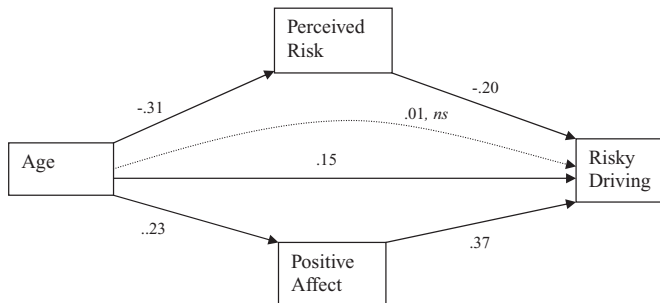 Perceived
Risk
-.31
-.20
.01, ns
Age
.15
Risky
Driving
..23
.37
Positive
Affect